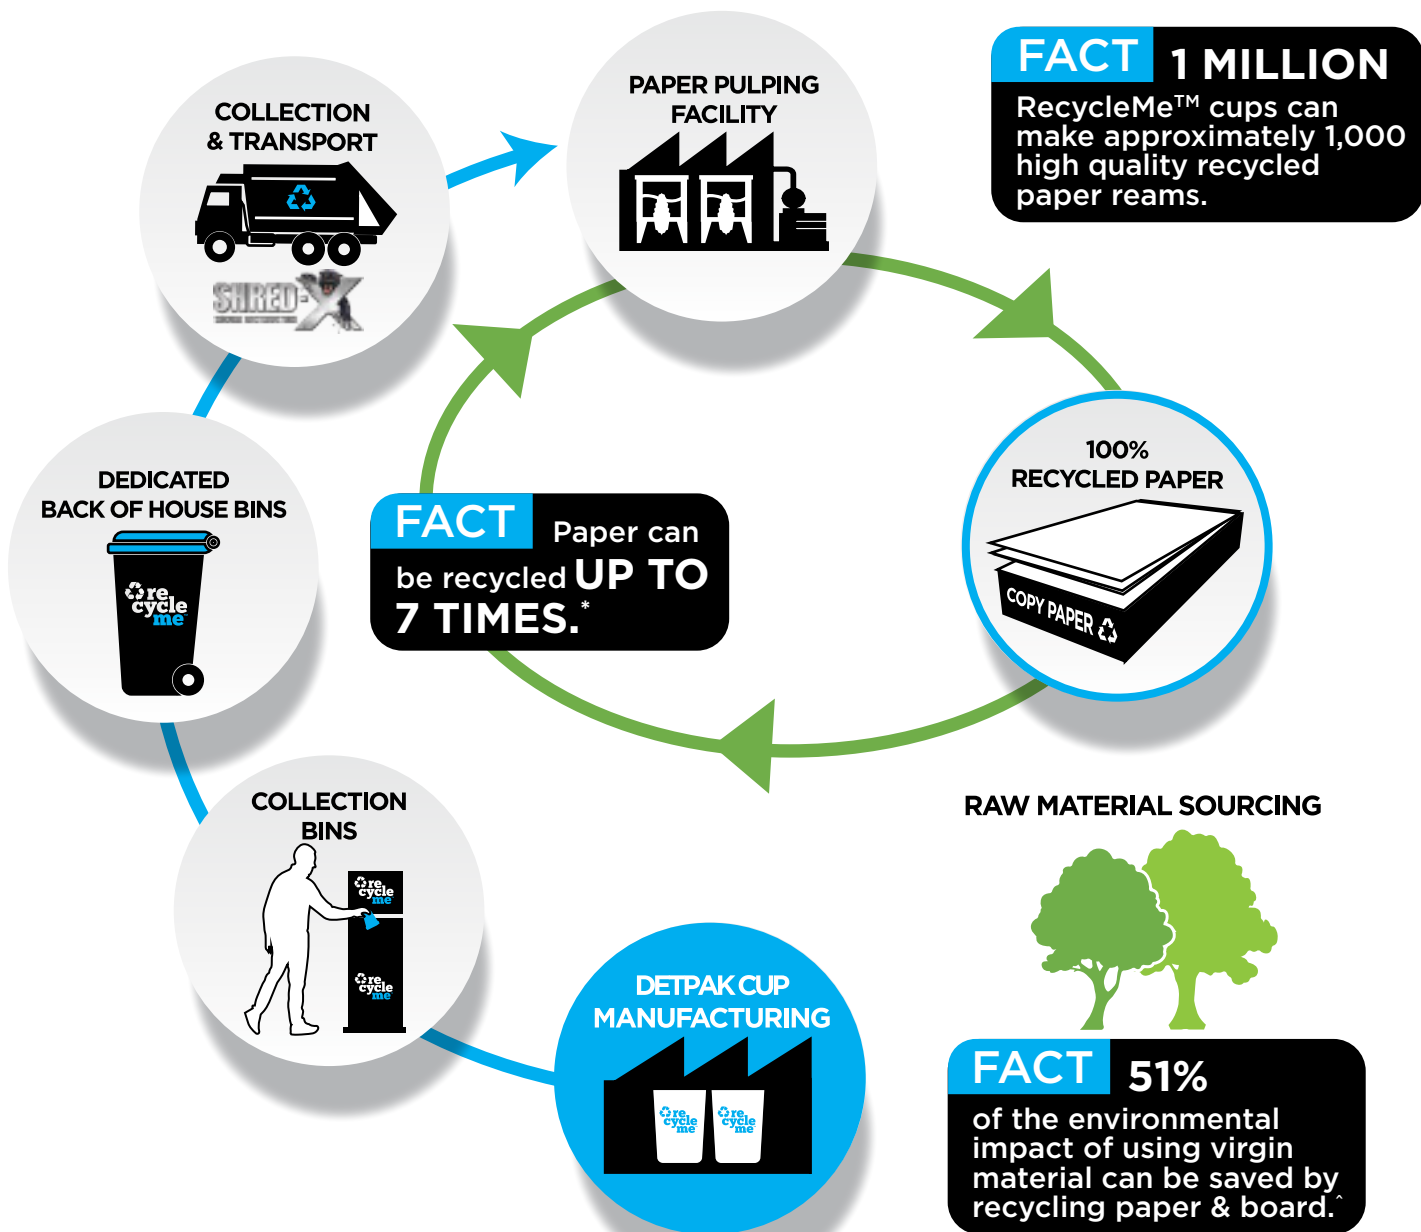 COLLECTION
& TRANSPORT
SHRED-X
PAPER PULPING
FACILITY
FACT 1 MILLION
RecycleMe™ cups can
make approximately 1,000
high quality recycled
paper reams.
DEDICATED
BACK OF HOUSE BINS
re
cycle
me
FACT Paper can
be recycled UP TO
7 TIMES.*
100%
RECYCLED PAPER
COPY PAPER
COLLECTION
BINS
re
cycle
me
re
cycle
me
RAW MATERIAL SOURCING
DETPAK CUP
MANUFACTURING
re
cycle
me
re
cycle
me
FACT 51%
of the environmental
impact of using virgin
material can be saved by
recycling paper & board.^